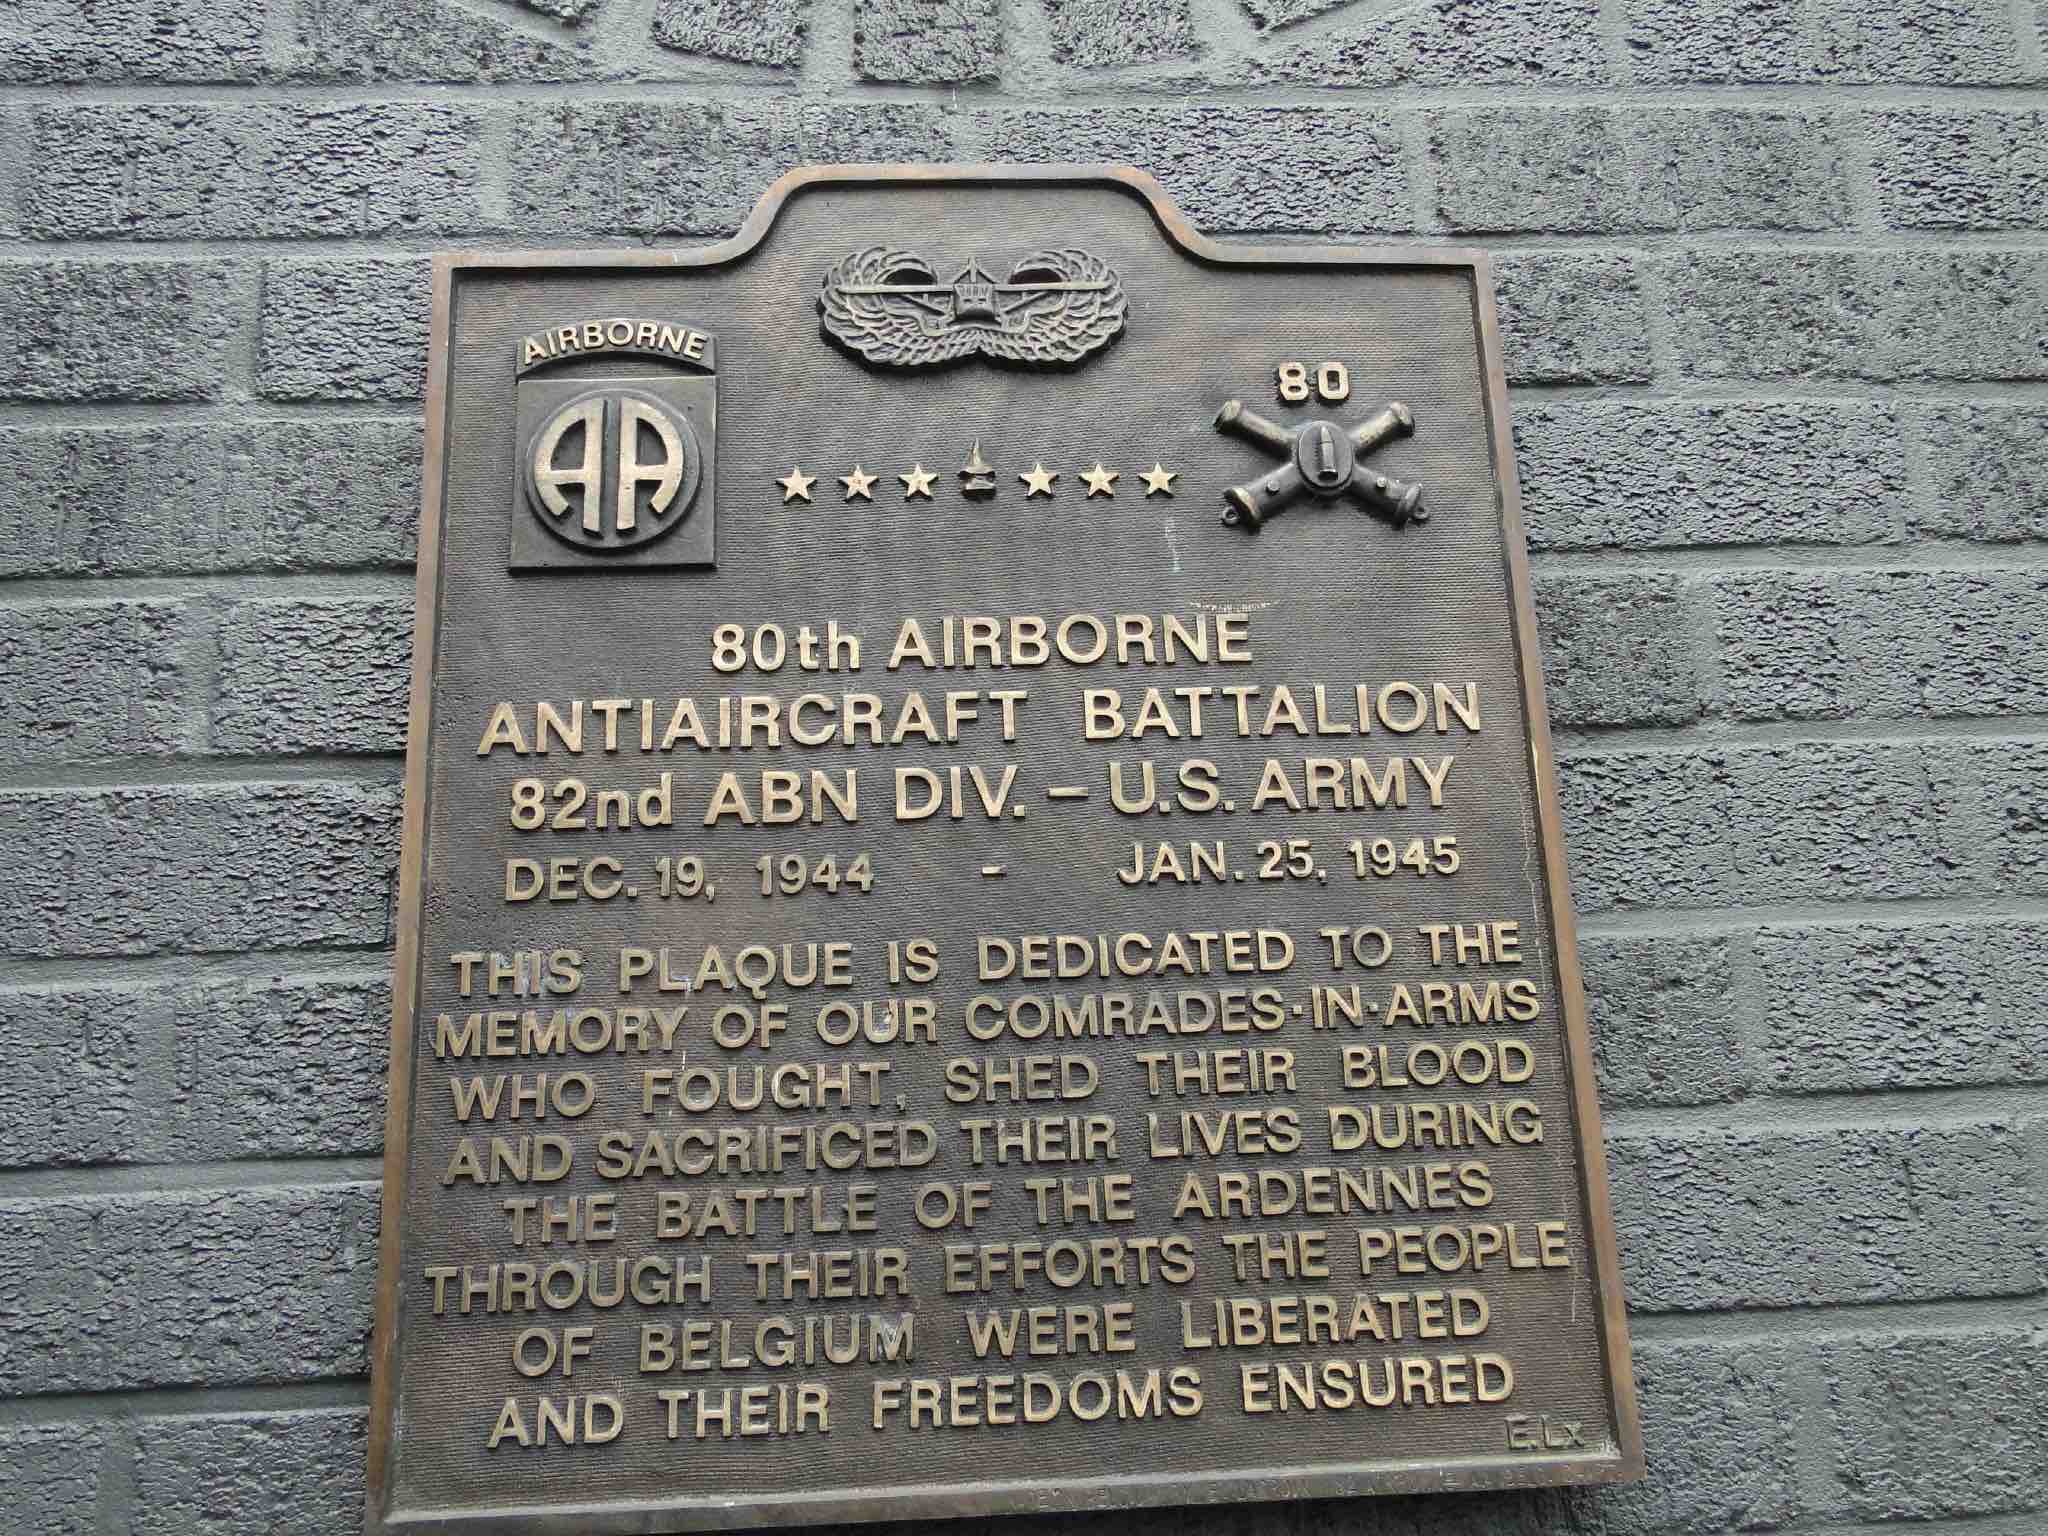 AIRBORNE
AA
80
80th AIRBORNE
ANTIAIRCRAFT BATTALION
82nd ABN DIV. – U.S. ARMY
DEC. 19, 1944 - JAN. 25, 1945
THIS PLAQUE IS DEDICATED TO THE
MEMORY OF OUR COMRADES·IN·ARMS
WHO FOUGHT, SHED THEIR BLOOD
AND SACRIFICED THEIR LIVES DURING
THE BATTLE OF THE ARDENNES
THROUGH THEIR EFFORTS THE PEOPLE
OF BELGIUM WERE LIBERATED
AND THEIR FREEDOMS ENSURED
E. Lx